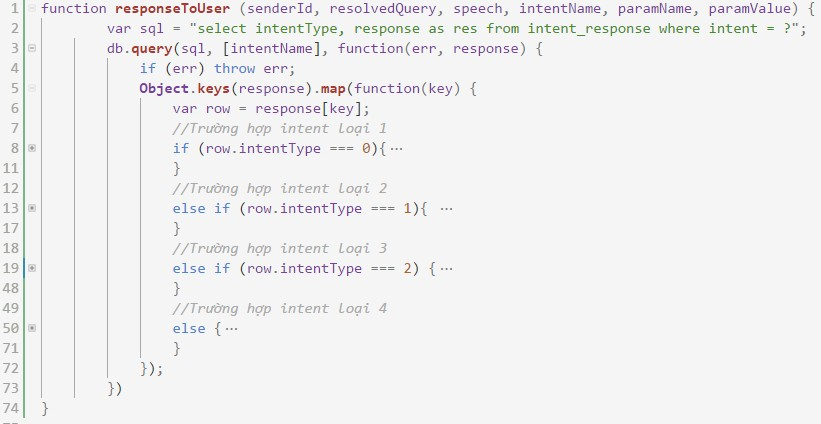 1 function responseToUser (senderId, resolvedQuery, speech, intentName, paramName, paramValue) {
2 var sql = "select intentType, response as res from intent_response where intent = ?";
3 db.query(sql, [intentName], function(err, response) {
4 if (err) throw err;
5 Object.keys(response).map(function(key) {
6 var row = response[key];
7 //Trường hợp intent loại 1
8 if (row.intentType === 0){⋯
11 }
12 //Trường hợp intent loại 2
13 else if (row.intentType === 1){ ⋯
17 }
18 //Trường hợp intent loại 3
19 else if (row.intentType === 2) {⋯
48 }
49 //Trường hợp intent loại 4
50 else {⋯
71 }
72 });
73 })
74 }